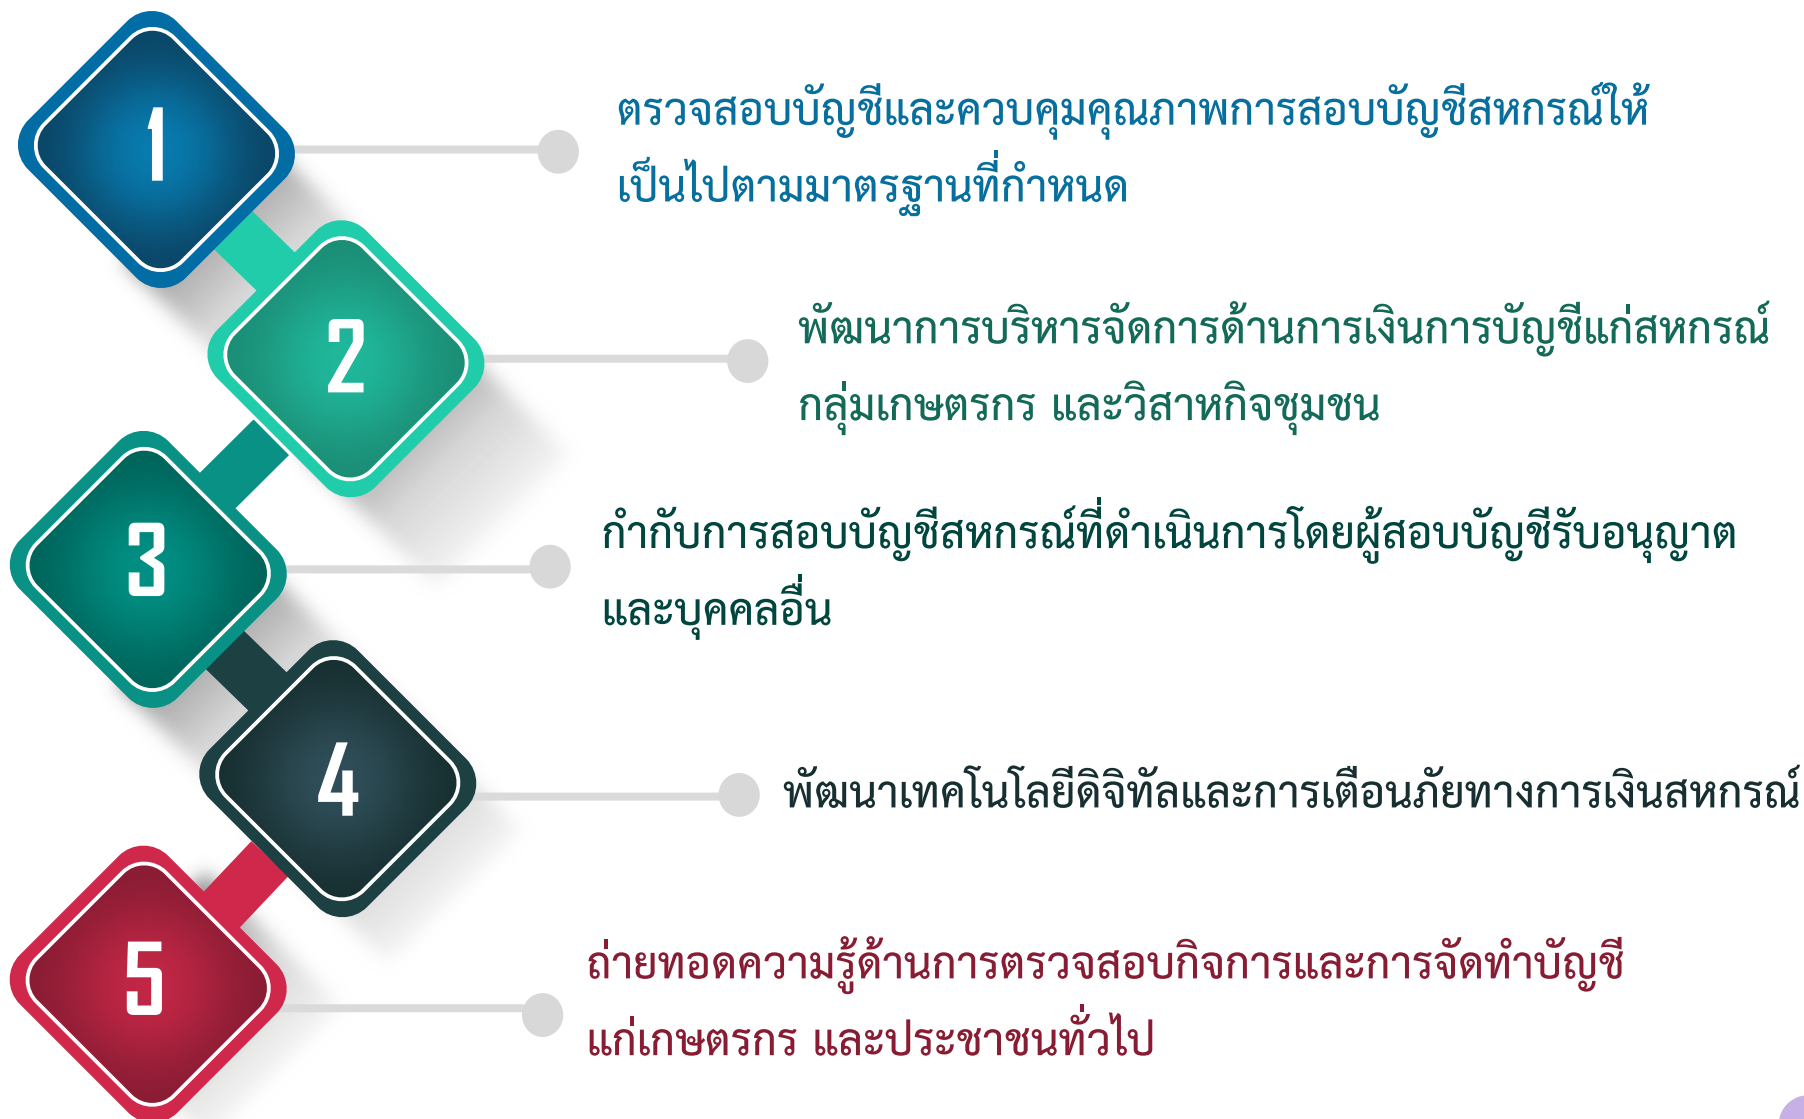 1
ตรวจสอบบัญชีและควบคุมคุณภาพการสอบบัญชีสหกรณ์ให้
เป็นไปตามมาตรฐานที่กำหนด
2
พัฒนาการบริหารจัดการด้านการเงินการบัญชีแก่สหกรณ์
กลุ่มเกษตรกร และวิสาหกิจชุมชน
3
กำกับการสอบบัญชีสหกรณ์ที่ดำเนินการโดยผู้สอบบัญชีรับอนุญาต
และบุคคลอื่น
4
พัฒนาเทคโนโลยีดิจิทัลและการเตือนภัยทางการเงินสหกรณ์
5
ถ่ายทอดความรู้ด้านการตรวจสอบกิจการและการจัดทำบัญชี
แก่เกษตรกร และประชาชนทั่วไป